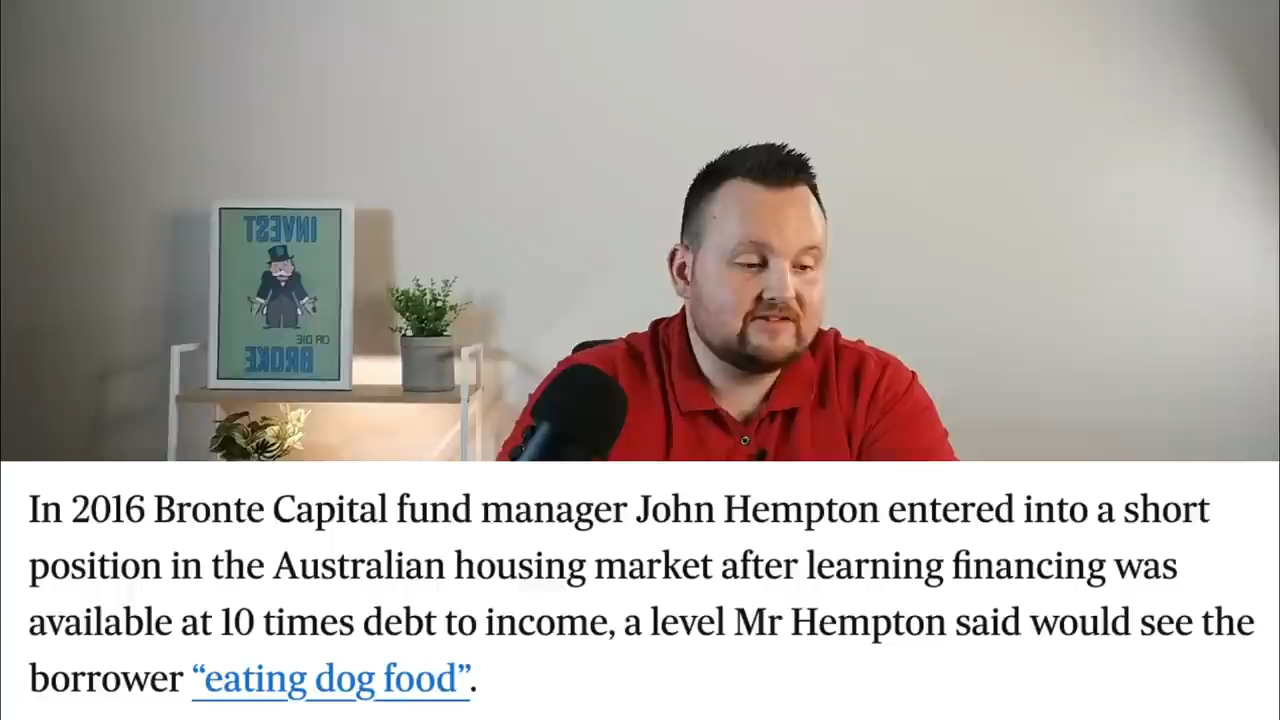 INVEST
OR DIE
BROKE
In 2016 Bronte Capital fund manager John Hempton entered into a short
position in the Australian housing market after learning financing was
available at 10 times debt to income, a level Mr Hempton said would see the
borrower “eating dog food”.